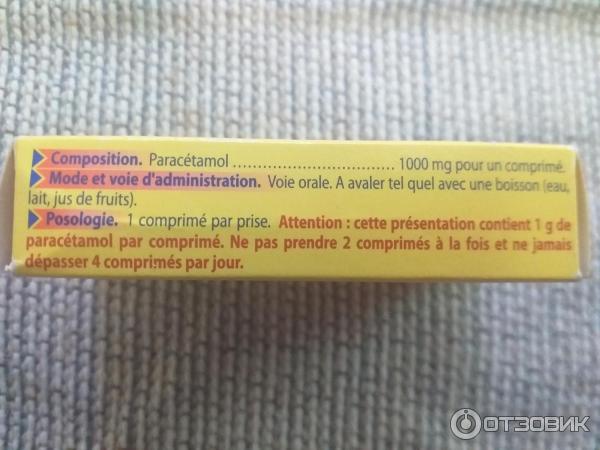 Composition. Paracétamol ................................ 1000 mg pour un comprimé.
Mode et voie d'administration. Voie orale. A avaler tel quel avec une boisson (eau,
lait, jus de fruits).
Posologie. 1 comprimé par prise. Attention : cette présentation contient 1 g de
paracétamol par comprimé. Ne pas prendre 2 comprimés à la fois et ne jamais
dépasser 4 comprimés par jour.
ОТЗОВИК